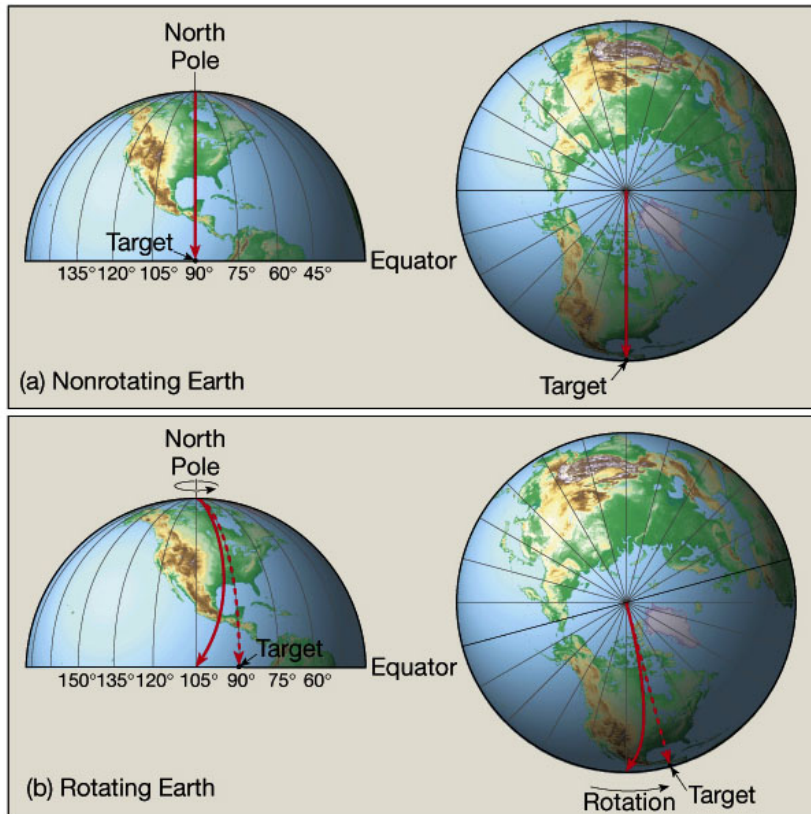 North
Pole
Target
135° 120° 105° 90° 75° 60° 45°
Equator
Target
(a) Nonrotating Earth
North
Pole
Target
150° 135° 120° 105° 90° 75° 60°
Equator
Rotation
Target
(b) Rotating Earth